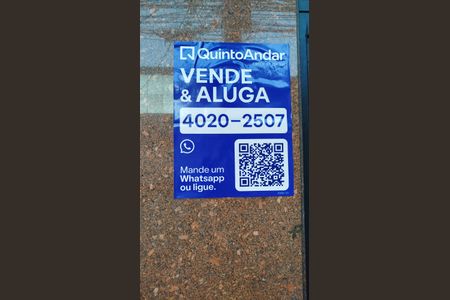 QuintoAndar
VENDE
& ALUGA
4020-2507
Mande um
Whatsapp
ou ligue.